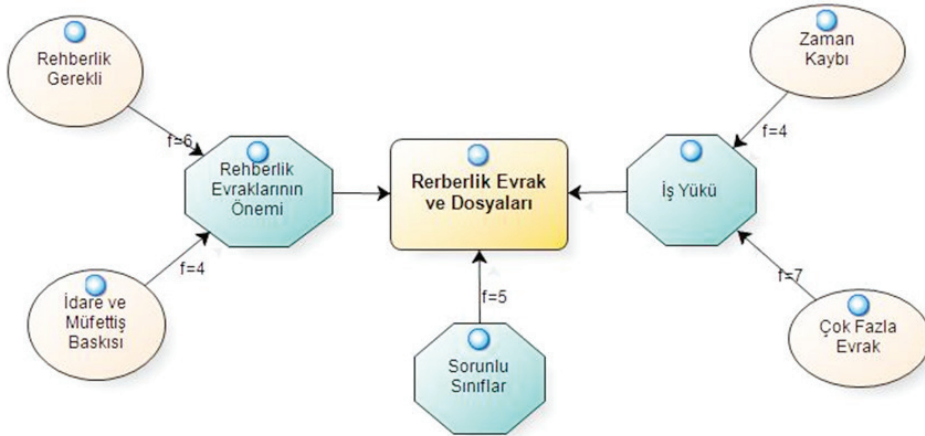 Rehberlik
Gerekli
Zaman
Kaybı
f=6
f=4
Rehberlik
Evraklarının
Önemi
Rerberlik Evrak
ve Dosyaları
İş Yükü
f=4
f=5
f=7
İdare ve
Müfettiş
Baskısı
Sorunlu
Sınıflar
Çok Fazla
Evrak